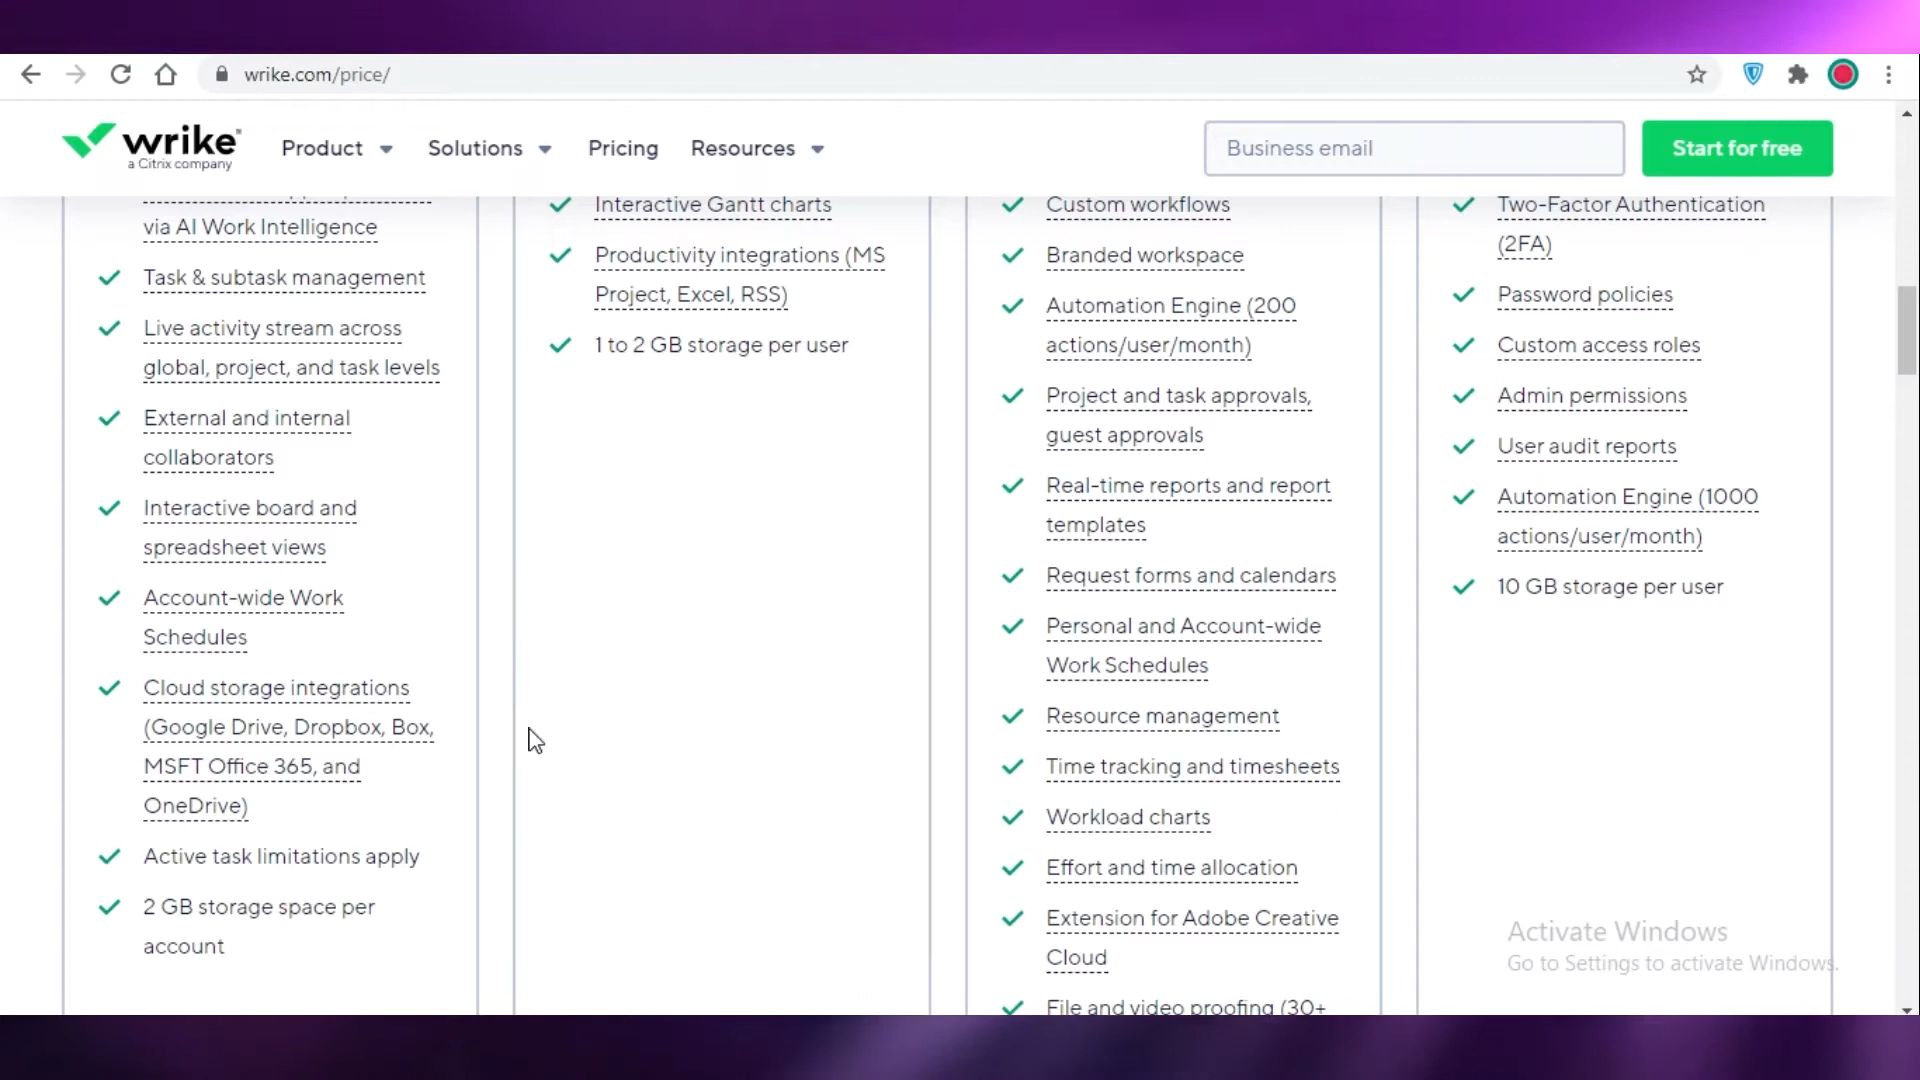 wrike.com/price/
wrike
a Citrix company
Product
Solutions
Pricing
Resources
Business email
Start for free
via AI Work Intelligence
Task & subtask management
Live activity stream across
global, project, and task levels
External and internal
collaborators
Interactive board and
spreadsheet views
Account-wide Work
Schedules
Cloud storage integrations
(Google Drive, Dropbox, Box,
MSFT Office 365, and
OneDrive)
Active task limitations apply
2 GB storage space per
account
Interactive Gantt charts
Productivity integrations (MS
Project, Excel, RSS)
1 to 2 GB storage per user
Custom workflows
Branded workspace
Automation Engine (200
actions/user/month)
Project and task approvals,
guest approvals
Real-time reports and report
templates
Request forms and calendars
Personal and Account-wide
Work Schedules
Resource management
Time tracking and timesheets
Workload charts
Effort and time allocation
Extension for Adobe Creative
Cloud
File and video proofing (30+
Two-Factor Authentication
(2FA)
Password policies
Custom access roles
Admin permissions
User audit reports
Automation Engine (1000
actions/user/month)
10 GB storage per user
Activate Windows
Go to Settings to activate Windows.